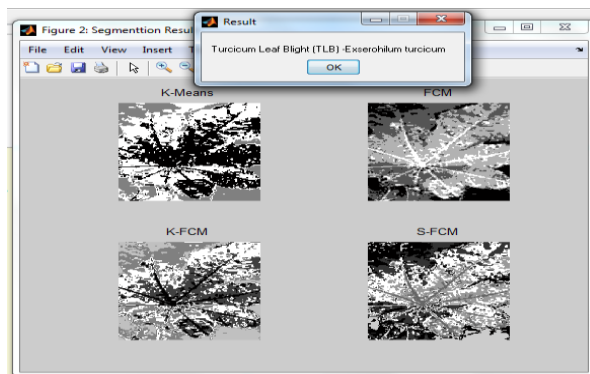 Figure 2: Segmenttion Resul
Result
File Edit View Insert T
Turcicum Leaf Blight (TLB) -Exserohilum turcicum
OK
K-Means
FCM
K-FCM
S-FCM